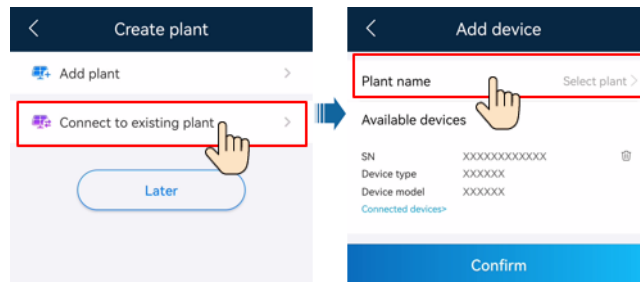 Create plant
Add plant
Connect to existing plant
Later
Add device
Plant name Select plant
Available devices
SN XXXXXXXXXXXX
Device type XXXXXX
Device model XXXXXX
Connected devices>
Confirm